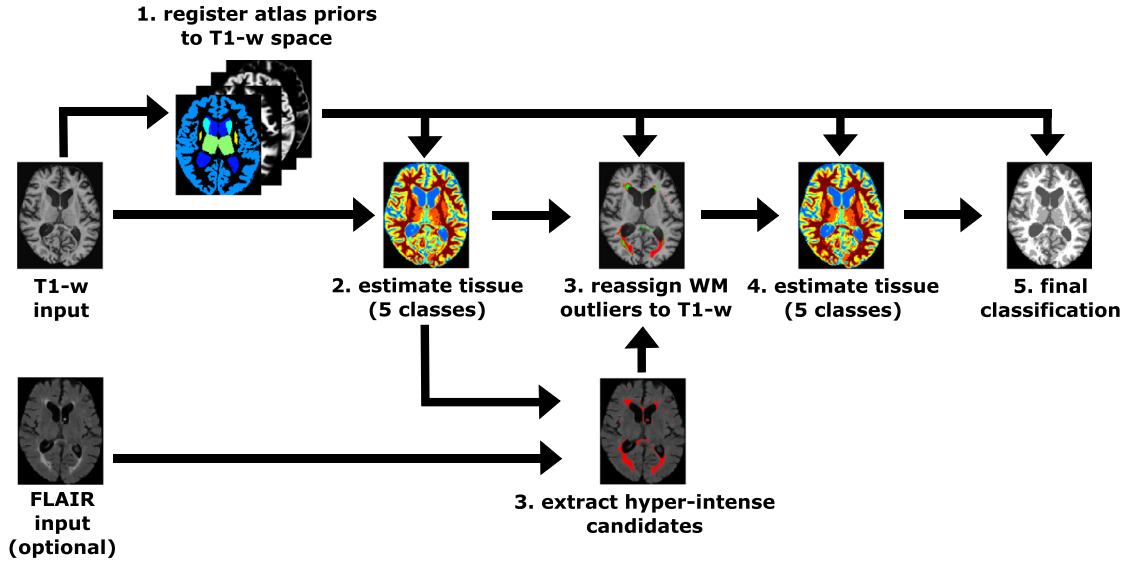 1. register atlas priors
to T1-w space
T1-w
input
2. estimate tissue
(5 classes)
3. reassign WM
outliers to T1-w
4. estimate tissue
(5 classes)
5. final
classification
FLAIR
input
(optional)
3. extract hyper-intense
candidates